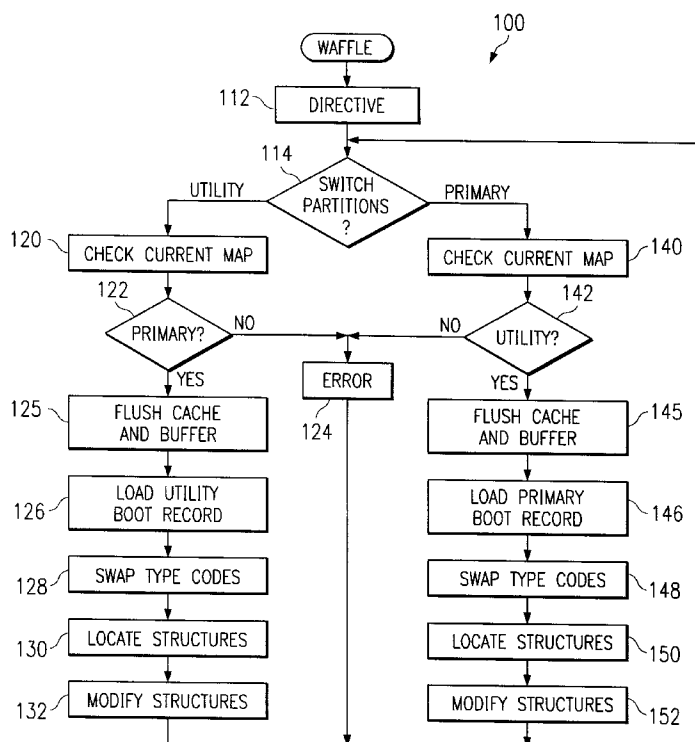 100
WAFFLE
112
DIRECTIVE
114
SWITCH
PARTITIONS
?
UTILITY
PRIMARY
120
CHECK CURRENT MAP
CHECK CURRENT MAP
140
122
PRIMARY?
NO
NO
142
UTILITY?
YES
ERROR
124
YES
125
FLUSH CACHE
AND BUFFER
FLUSH CACHE
AND BUFFER
145
126
LOAD UTILITY
BOOT RECORD
LOAD PRIMARY
BOOT RECORD
146
128
SWAP TYPE CODES
SWAP TYPE CODES
148
130
LOCATE STRUCTURES
LOCATE STRUCTURES
150
132
MODIFY STRUCTURES
MODIFY STRUCTURES
152